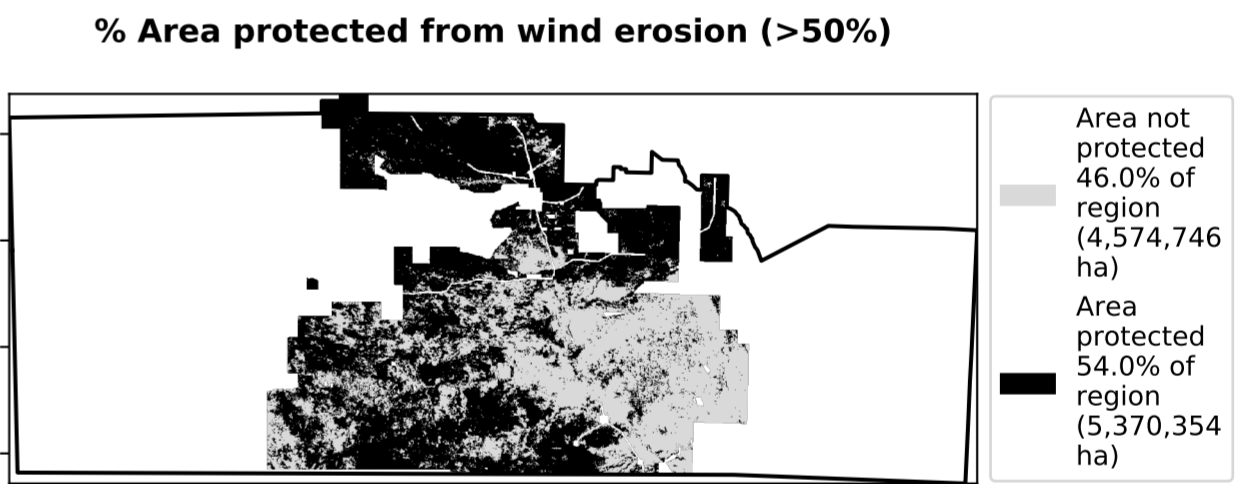 % Area protected from wind erosion (>50%)
Area not
protected
46.0% of
region
(4,574,746
ha)
Area
protected
54.0% of
region
(5,370,354
ha)